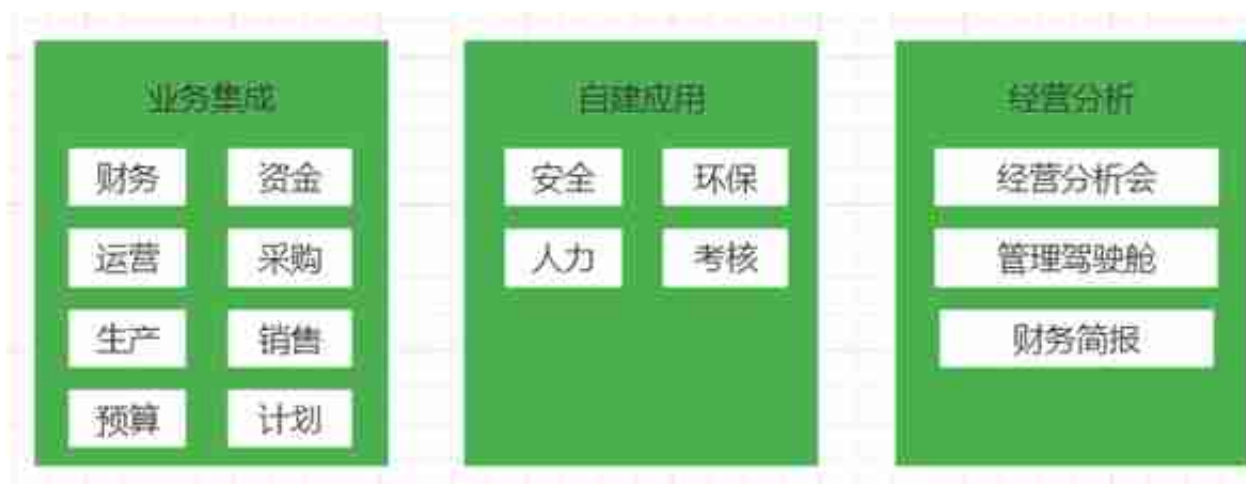 业务集成
财务 资金
运营 采购
生产 销售
预算 计划
自建应用
安全 环保
人力 考核
经营分析
经营分析会
管理驾驶舱
财务简报